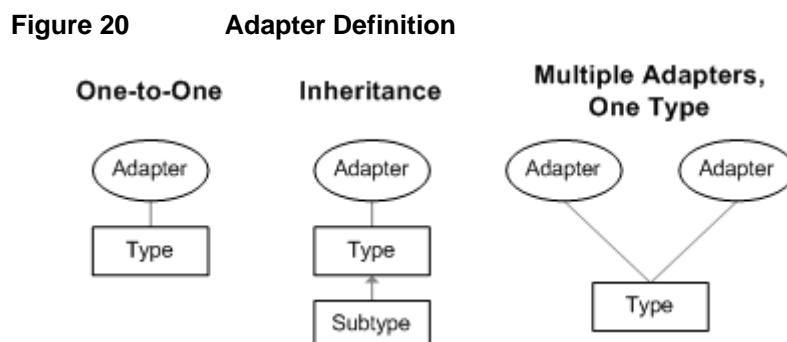 Figure 20 Adapter Definition
One-to-One
Inheritance
Multiple Adapters,
One Type
Adapter
Adapter
Adapter
Adapter
Type
Type
Type
Subtype